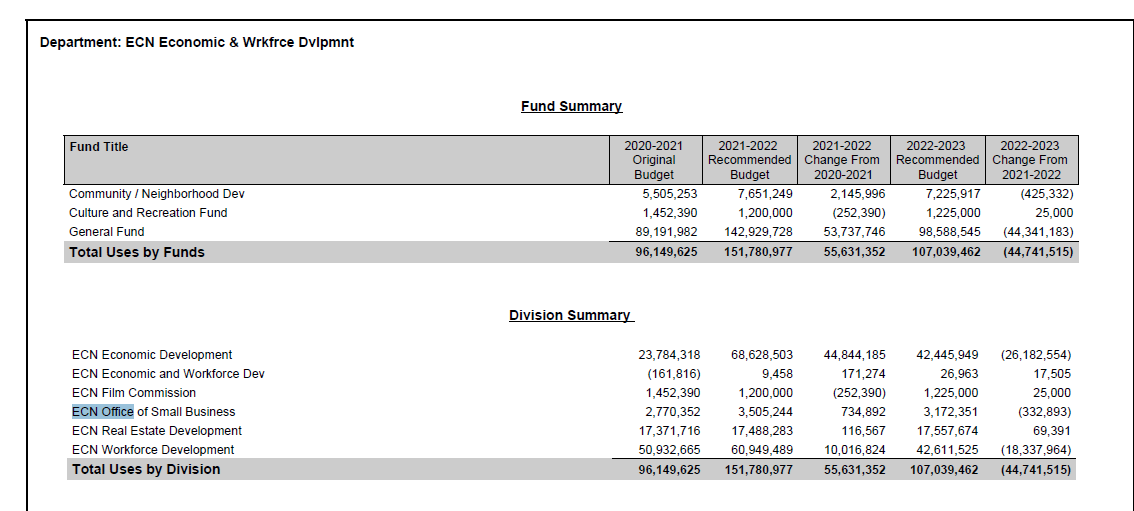 Department: ECN Economic & Wrkfrce Dvlpmnt
Fund Summary
Fund Title 2020-2021 Original Budget 2021-2022 Recommended Budget 2021-2022 Change From 2020-2021 2022-2023 Recommended Budget 2022-2023 Change From 2021-2022
Community / Neighborhood Dev 5,505,253 7,651,249 2,145,996 7,225,917 (425,332)
Culture and Recreation Fund 1,452,390 1,200,000 (252,390) 1,225,000 25,000
General Fund 89,191,982 142,929,728 53,737,746 98,588,545 (44,341,183)
Total Uses by Funds 96,149,625 151,780,977 55,631,352 107,039,462 (44,741,515)
Division Summary
ECN Economic Development 23,784,318 68,628,503 44,844,185 42,445,949 (26,182,554)
ECN Economic and Workforce Dev (161,816) 9,458 171,274 26,963 17,505
ECN Film Commission 1,452,390 1,200,000 (252,390) 1,225,000 25,000
ECN Office of Small Business 2,770,352 3,505,244 734,892 3,172,351 (332,893)
ECN Real Estate Development 17,371,716 17,488,283 116,567 17,557,674 69,391
ECN Workforce Development 50,932,665 60,949,489 10,016,824 42,611,525 (18,337,964)
Total Uses by Division 96,149,625 151,780,977 55,631,352 107,039,462 (44,741,515)